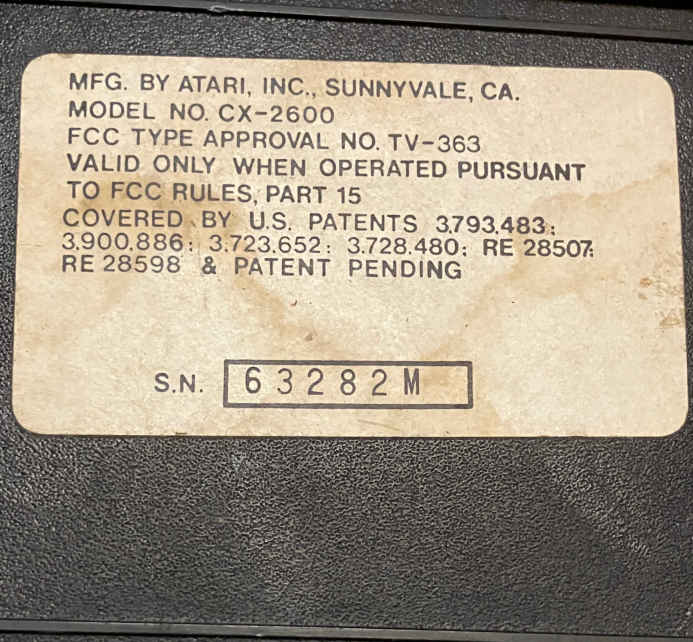 MFG. BY ATARI, INC., SUNNYVALE, CA.
MODEL NO. CX-2600
FCC TYPE APPROVAL NO. TV-363
VALID ONLY WHEN OPERATED PURSUANT
TO FCC RULES, PART 15
COVERED BY U.S. PATENTS 3.793.483;
3.900.886; 3.723.652; 3.728.480; RE 28507;
RE 28598 & PATENT PENDING
S.N. 63282M